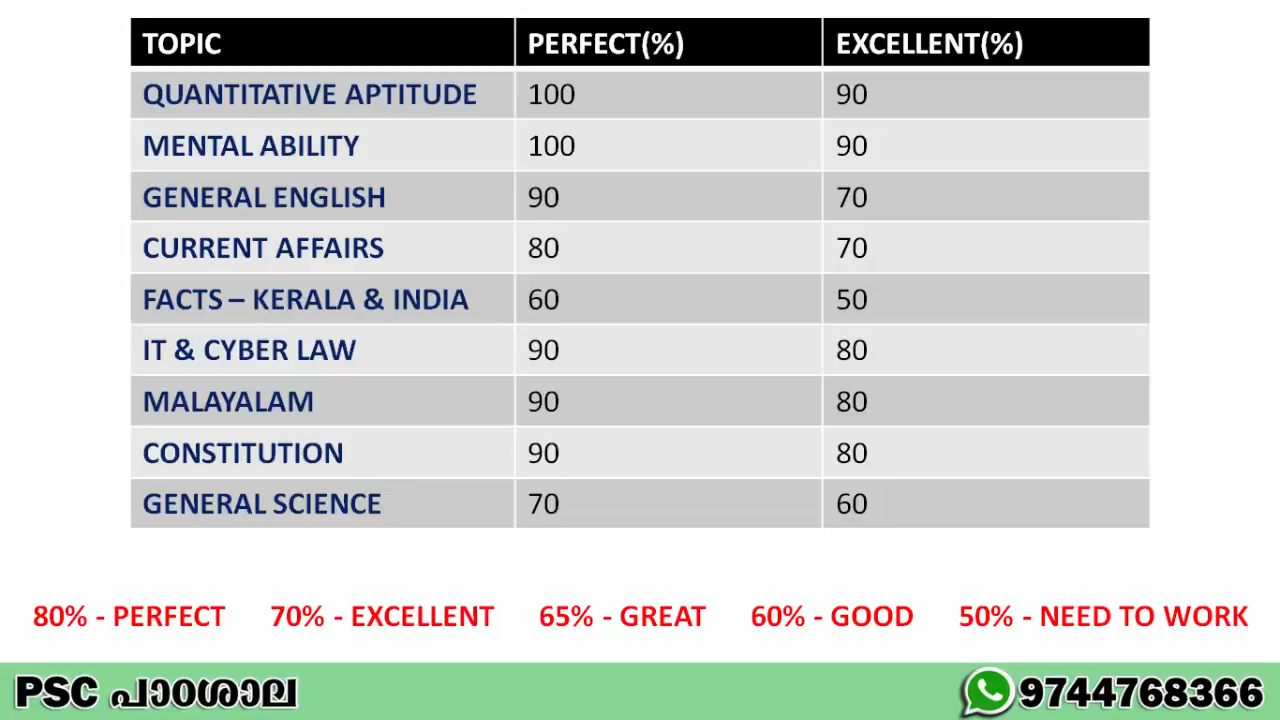 TOPIC PERFECT(%) EXCELLENT(%)
QUANTITATIVE APTITUDE 100 90
MENTAL ABILITY 100 90
GENERAL ENGLISH 90 70
CURRENT AFFAIRS 80 70
FACTS – KERALA & INDIA 60 50
IT & CYBER LAW 90 80
MALAYALAM 90 80
CONSTITUTION 90 80
GENERAL SCIENCE 70 60
80% - PERFECT 70% - EXCELLENT 65% - GREAT 60% - GOOD 50% - NEED TO WORK
PSC പാഠശാല 9744768366